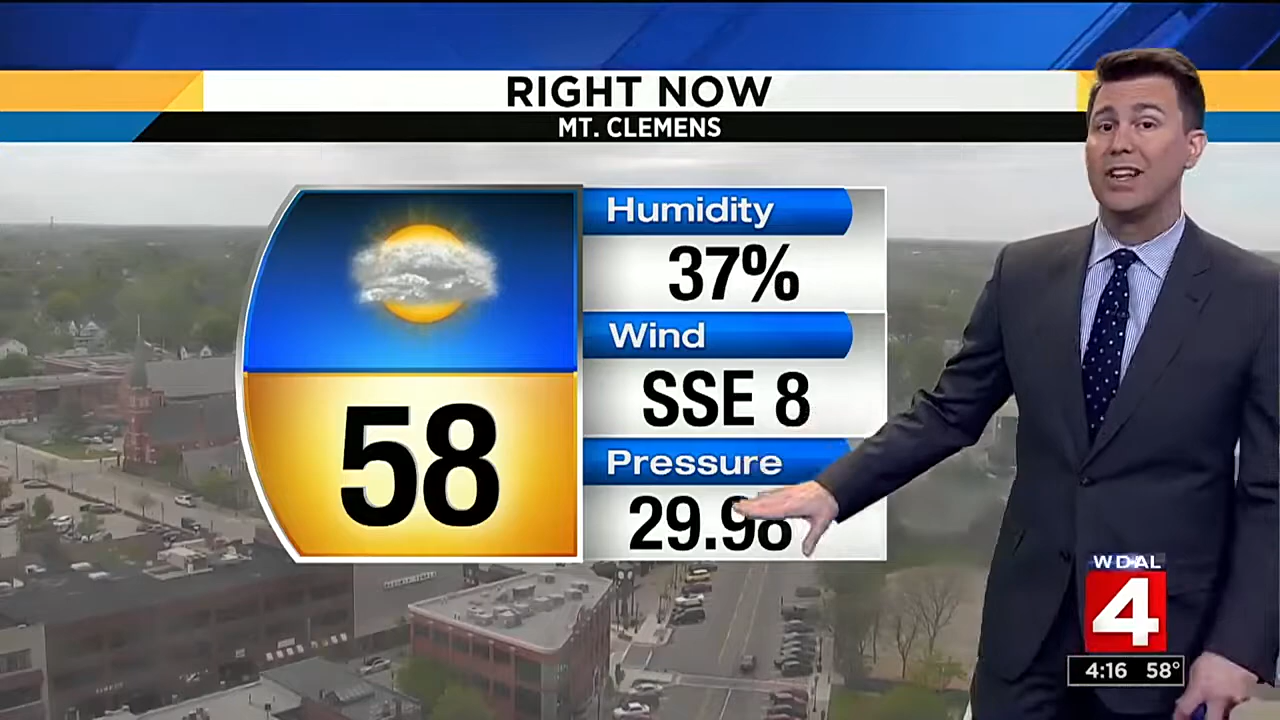 RIGHT NOW
MT. CLEMENS
Humidity
37%
Wind
SSE 8
58
Pressure
WDAL
4
4:16 58°